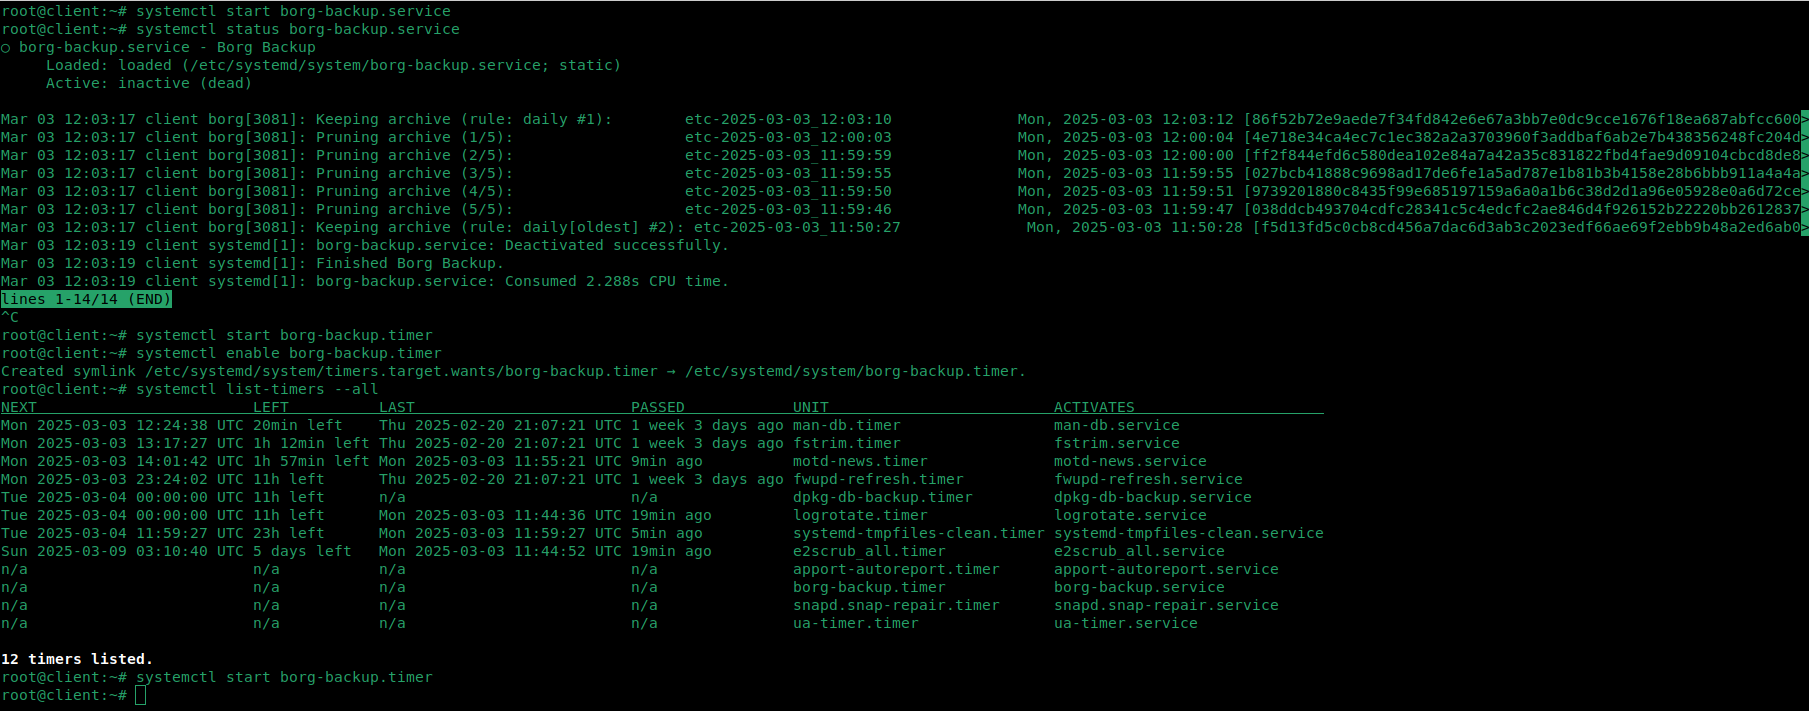 root@client:~# systemctl start borg-backup.service
root@client:~# systemctl status borg-backup.service
○ borg-backup.service - Borg Backup
     Loaded: loaded (/etc/systemd/system/borg-backup.service; static)
     Active: inactive (dead)

Mar 03 12:03:17 client borg[3081]: Keeping archive (rule: daily #1):        etc-2025-03-03_12:03:10              Mon, 2025-03-03 12:03:12 [86f52b72e9aede7f34fd842e6e67a3bb7e0dc9cce1676f18ea687abfcc600>
Mar 03 12:03:17 client borg[3081]: Pruning archive (1/5):                   etc-2025-03-03_12:00:03              Mon, 2025-03-03 12:00:04 [4e718e34ca4ec7c1ec382a2a3703960f3addbaf6ab2e7b438356248fc204d>
Mar 03 12:03:17 client borg[3081]: Pruning archive (2/5):                   etc-2025-03-03_11:59:59              Mon, 2025-03-03 12:00:00 [ff2f844efd6c580dea102e84a7a42a35c831822fbd4fae9d09104cbcd8de8>
Mar 03 12:03:17 client borg[3081]: Pruning archive (3/5):                   etc-2025-03-03_11:59:55              Mon, 2025-03-03 11:59:55 [027bcb41888c9698ad17de6fe1a5ad787e1b81b3b4158e28b6bbb911a4a4a>
Mar 03 12:03:17 client borg[3081]: Pruning archive (4/5):                   etc-2025-03-03_11:59:50              Mon, 2025-03-03 11:59:51 [9739201880c8435f99e685197159a6a0a1b6c38d2d1a96e05928e0a6d72ce>
Mar 03 12:03:17 client borg[3081]: Pruning archive (5/5):                   etc-2025-03-03_11:59:46              Mon, 2025-03-03 11:59:47 [038ddcb493704cdfc28341c5c4edcfc2ae846d4f926152b22220bb2612837>
Mar 03 12:03:17 client borg[3081]: Keeping archive (rule: daily[oldest] #2): etc-2025-03-03_11:50:27              Mon, 2025-03-03 11:50:28 [f5d13fd5c0cb8cd456a7dac6d3ab3c2023edf66ae69f2ebb9b48a2ed6ab0>
Mar 03 12:03:19 client systemd[1]: borg-backup.service: Deactivated successfully.
Mar 03 12:03:19 client systemd[1]: Finished Borg Backup.
Mar 03 12:03:19 client systemd[1]: borg-backup.service: Consumed 2.288s CPU time.
lines 1-14/14 (END)
^C
root@client:~# systemctl start borg-backup.timer
root@client:~# systemctl enable borg-backup.timer
Created symlink /etc/systemd/system/timers.target.wants/borg-backup.timer → /etc/systemd/system/borg-backup.timer.
root@client:~# systemctl list-timers --all
NEXT                        LEFT          LAST                        PASSED            UNIT                         ACTIVATES
Mon 2025-03-03 12:24:38 UTC 20min left    Thu 2025-02-20 21:07:21 UTC 1 week 3 days ago man-db.timer                 man-db.service
Mon 2025-03-03 13:17:27 UTC 1h 12min left Thu 2025-02-20 21:07:21 UTC 1 week 3 days ago fstrim.timer                 fstrim.service
Mon 2025-03-03 14:01:42 UTC 1h 57min left Mon 2025-03-03 11:55:21 UTC 9min ago          motd-news.timer              motd-news.service
Mon 2025-03-03 23:24:02 UTC 11h left      Thu 2025-02-20 21:07:21 UTC 1 week 3 days ago fwupd-refresh.timer          fwupd-refresh.service
Tue 2025-03-04 00:00:00 UTC 11h left      n/a                         n/a               dpkg-db-backup.timer         dpkg-db-backup.service
Tue 2025-03-04 00:00:00 UTC 11h left      Mon 2025-03-03 11:44:36 UTC 19min ago         logrotate.timer              logrotate.service
Tue 2025-03-04 11:59:27 UTC 23h left      Mon 2025-03-03 11:59:27 UTC 5min ago          systemd-tmpfiles-clean.timer systemd-tmpfiles-clean.service
Sun 2025-03-09 03:10:40 UTC 5 days left   Mon 2025-03-03 11:44:52 UTC 19min ago         e2scrub_all.timer            e2scrub_all.service
n/a                         n/a           n/a                         n/a               apport-autoreport.timer      apport-autoreport.service
n/a                         n/a           n/a                         n/a               borg-backup.timer            borg-backup.service
n/a                         n/a           n/a                         n/a               snapd.snap-repair.timer      snapd.snap-repair.service
n/a                         n/a           n/a                         n/a               ua-timer.timer               ua-timer.service

12 timers listed.
root@client:~# systemctl start borg-backup.timer
root@client:~#